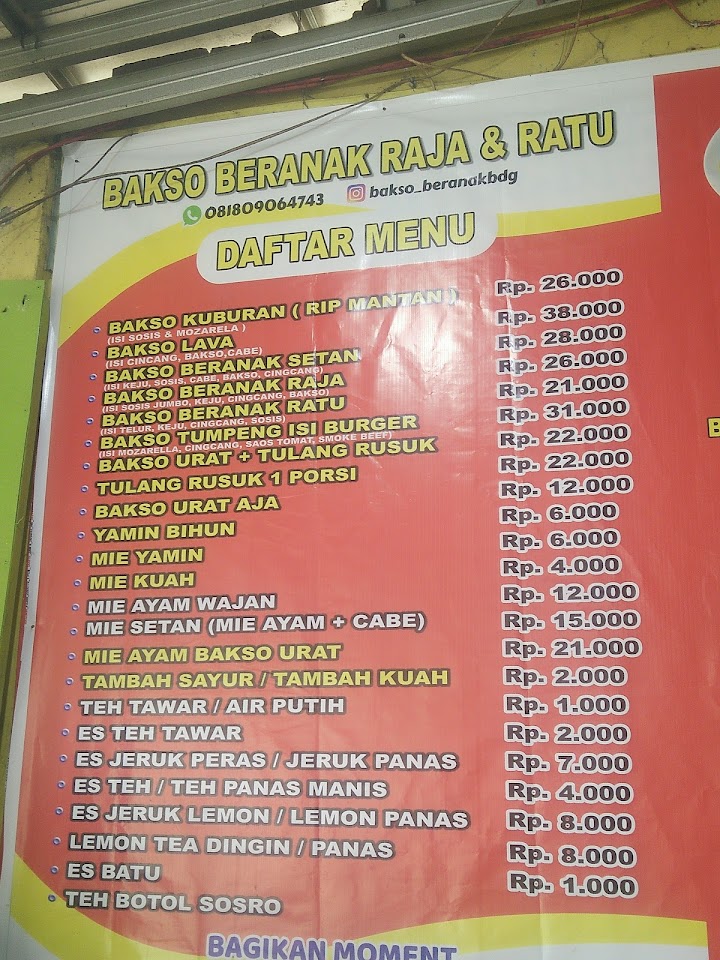 BAKSO BERANAK RAJA & RATU
081809064743 bakso_beranakbdg
DAFTAR MENU
BAKSO KUBURAN ( RIP MANTAN ) Rp. 26.000
(ISI SOSIS & MOZARELA )
BAKSO LAVA Rp. 38.000
(ISI CINCANG, BAKSO,CABE)
BAKSO BERANAK SETAN Rp. 28.000
(ISI KEJU, SOSIS, CABE, BAKSO, CINGCANG)
BAKSO BERANAK RAJA Rp. 26.000
(ISI SOSIS JUMBO, KEJU, CINGCANG, BAKSO)
BAKSO BERANAK RATU Rp. 21.000
(ISI TELUR, KEJU, CINGCANG, SOSIS)
BAKSO TUMPENG ISI BURGER Rp. 31.000
(ISI MOZARELLA, CINGCANG, SAOS TOMAT, SMOKE BEEF)
BAKSO URAT + TULANG RUSUK Rp. 22.000
TULANG RUSUK 1 PORSI Rp. 22.000
BAKSO URAT AJA Rp. 12.000
YAMIN BIHUN Rp. 6.000
MIE YAMIN Rp. 6.000
MIE KUAH Rp. 4.000
MIE AYAM WAJAN Rp. 12.000
MIE SETAN (MIE AYAM + CABE) Rp. 15.000
MIE AYAM BAKSO URAT Rp. 21.000
TAMBAH SAYUR / TAMBAH KUAH Rp. 2.000
TEH TAWAR / AIR PUTIH Rp. 1.000
ES TEH TAWAR Rp. 2.000
ES JERUK PERAS / JERUK PANAS Rp. 7.000
ES TEH / TEH PANAS MANIS Rp. 4.000
ES JERUK LEMON / LEMON PANAS Rp. 8.000
LEMON TEA DINGIN / PANAS Rp. 8.000
ES BATU Rp. 1.000
TEH BOTOL SOSRO
BAGIKAN MOMENT